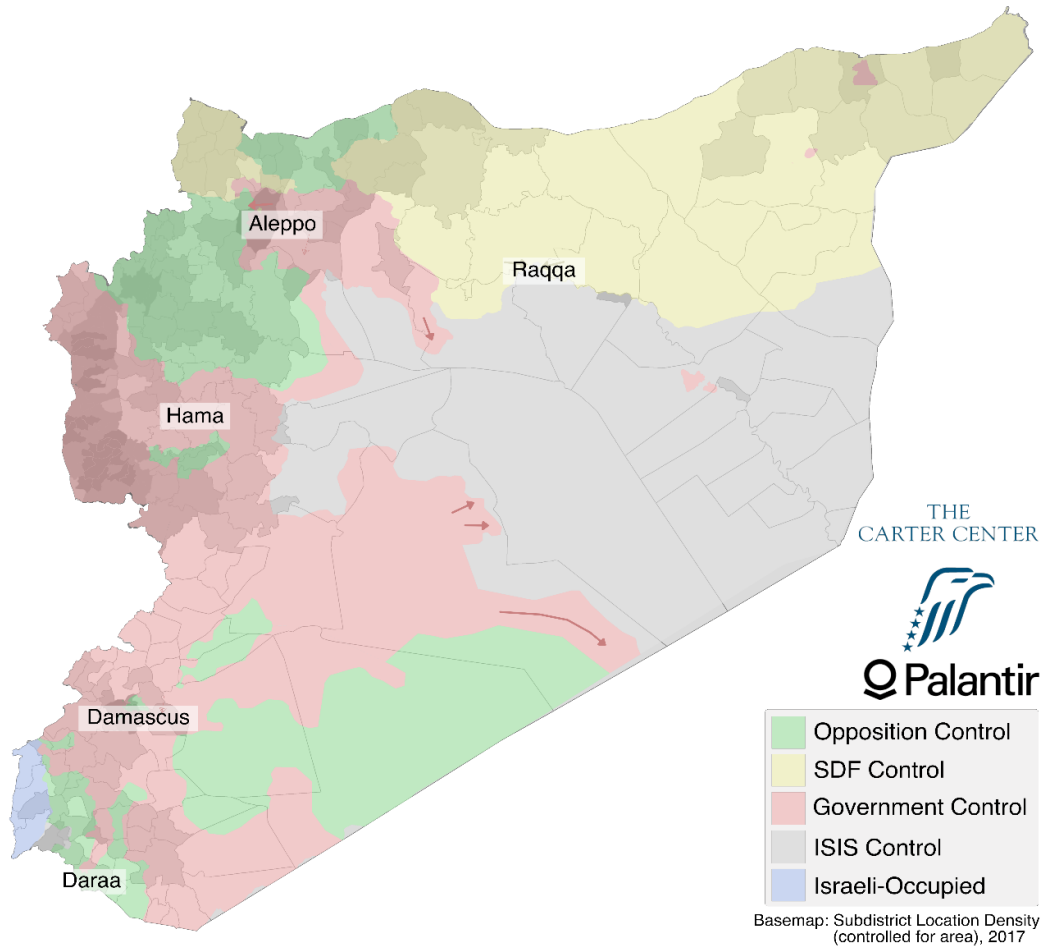 Aleppo
Raqqa
Hama
THE
CARTER CENTER
Palantir
Damascus
Opposition Control
SDF Control
Government Control
ISIS Control
Israeli-Occupied
Daraa
Basemap: Subdistrict Location Density
(controlled for area), 2017